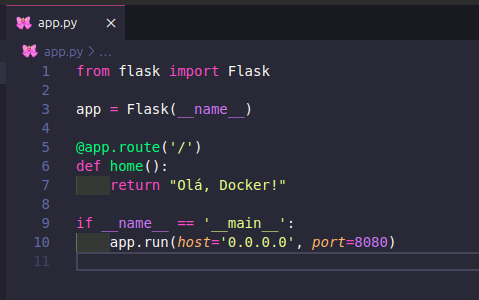 app.py ×
app.py > ...
1 from flask import Flask
2
3 app = Flask(__name__)
4
5 @app.route('/')
6 def home():
7     return "Olá, Docker!"
8
9 if __name__ == '__main__':
10     app.run(host='0.0.0.0', port=8080)
11